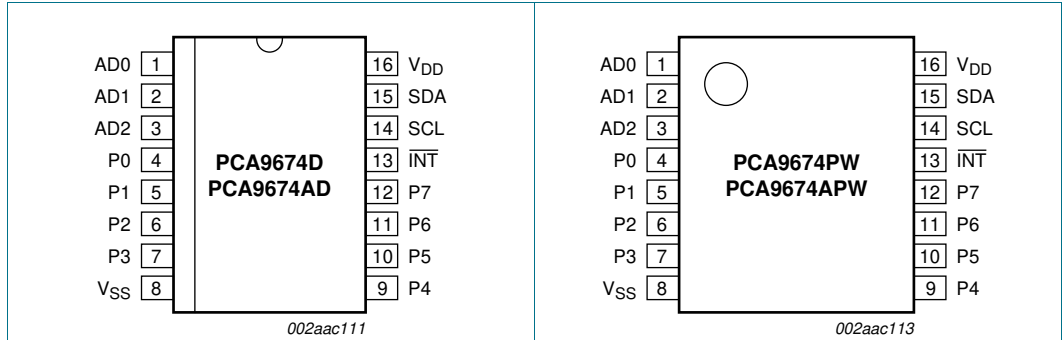 AD0 1 16 VDD
AD1 2 15 SDA
AD2 3 14 SCL
P0 4 13 INT
P1 5 12 P7
P2 6 11 P6
P3 7 10 P5
VSS 8 9 P4
PCA9674D
PCA9674AD
002aac111
AD0 1 16 VDD
AD1 2 15 SDA
AD2 3 14 SCL
P0 4 13 INT
P1 5 12 P7
P2 6 11 P6
P3 7 10 P5
VSS 8 9 P4
PCA9674PW
PCA9674APW
002aac113